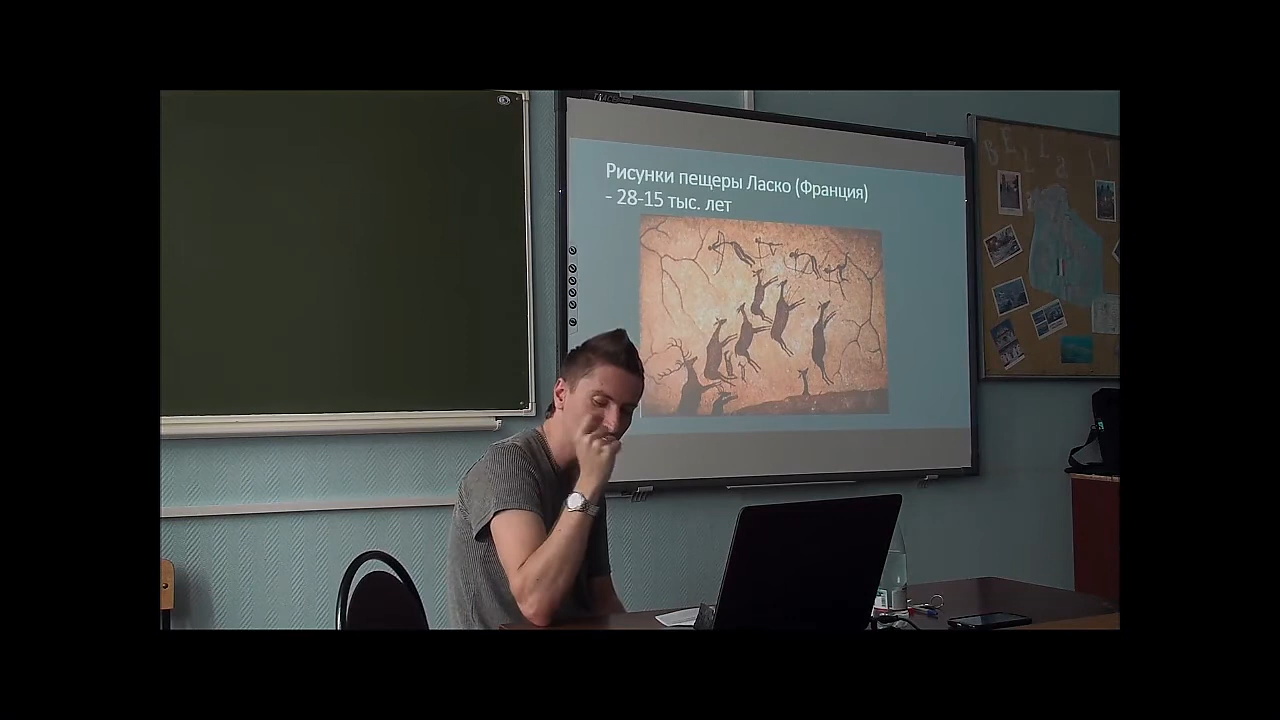 Рисунки пещеры Ласко (Франция)
- 28-15 тыс. лет